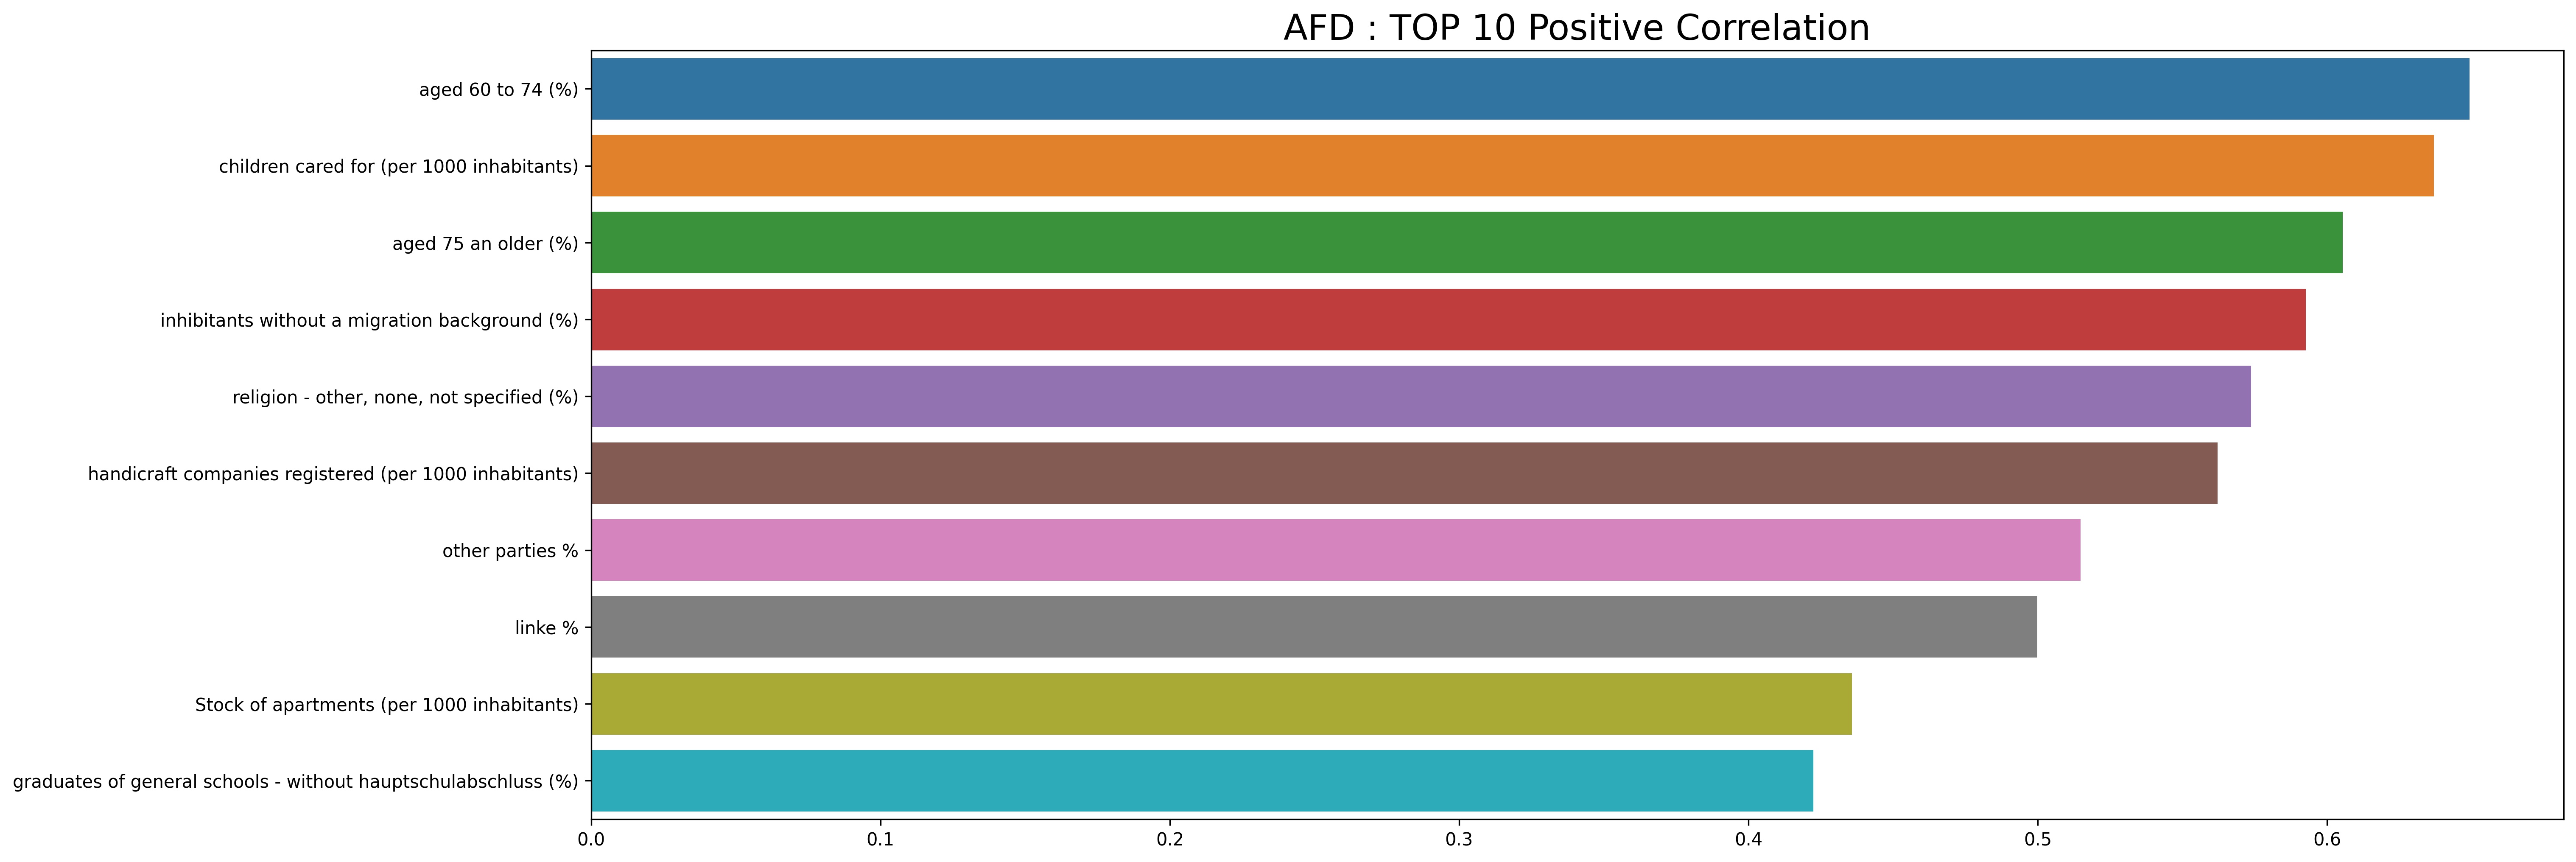 AFD : TOP 10 Positive Correlation
aged 60 to 74 (%)
children cared for (per 1000 inhabitants)
aged 75 an older (%)
inhibitants without a migration background (%)
religion - other, none, not specified (%)
handicraft companies registered (per 1000 inhabitants)
other parties %
linke %
Stock of apartments (per 1000 inhabitants)
graduates of general schools - without hauptschulabschluss (%)
0.0 0.1 0.2 0.3 0.4 0.5 0.6